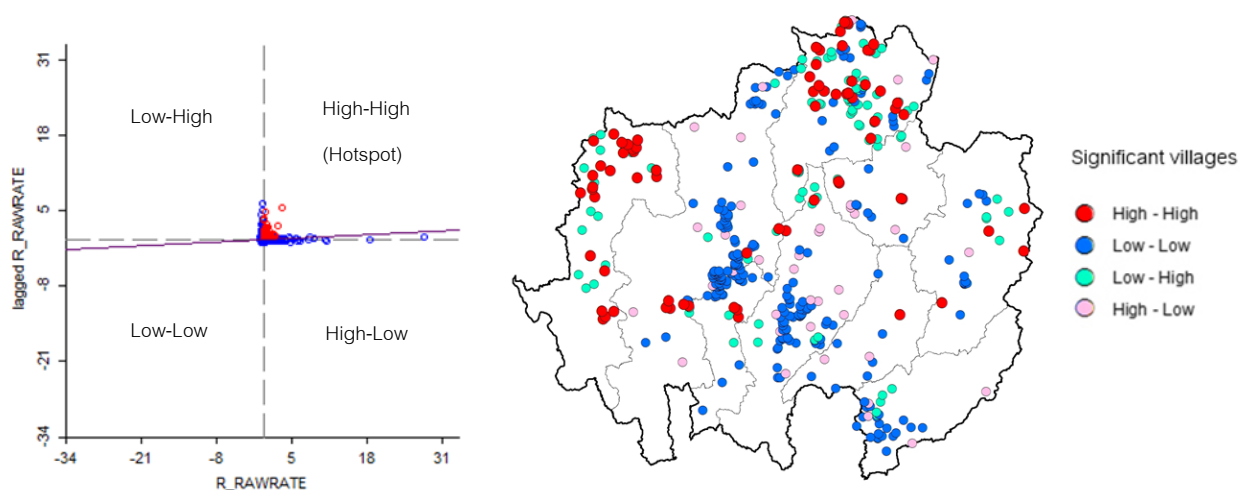 31
18
5
-8
-21
-34
lagged R_RAWRATE
Low-High
High-High
(Hotspot)
Low-Low
High-Low
-34
-21
-8
5
18
31
R_RAWRATE
Significant villages
High - High
Low - Low
Low - High
High - Low